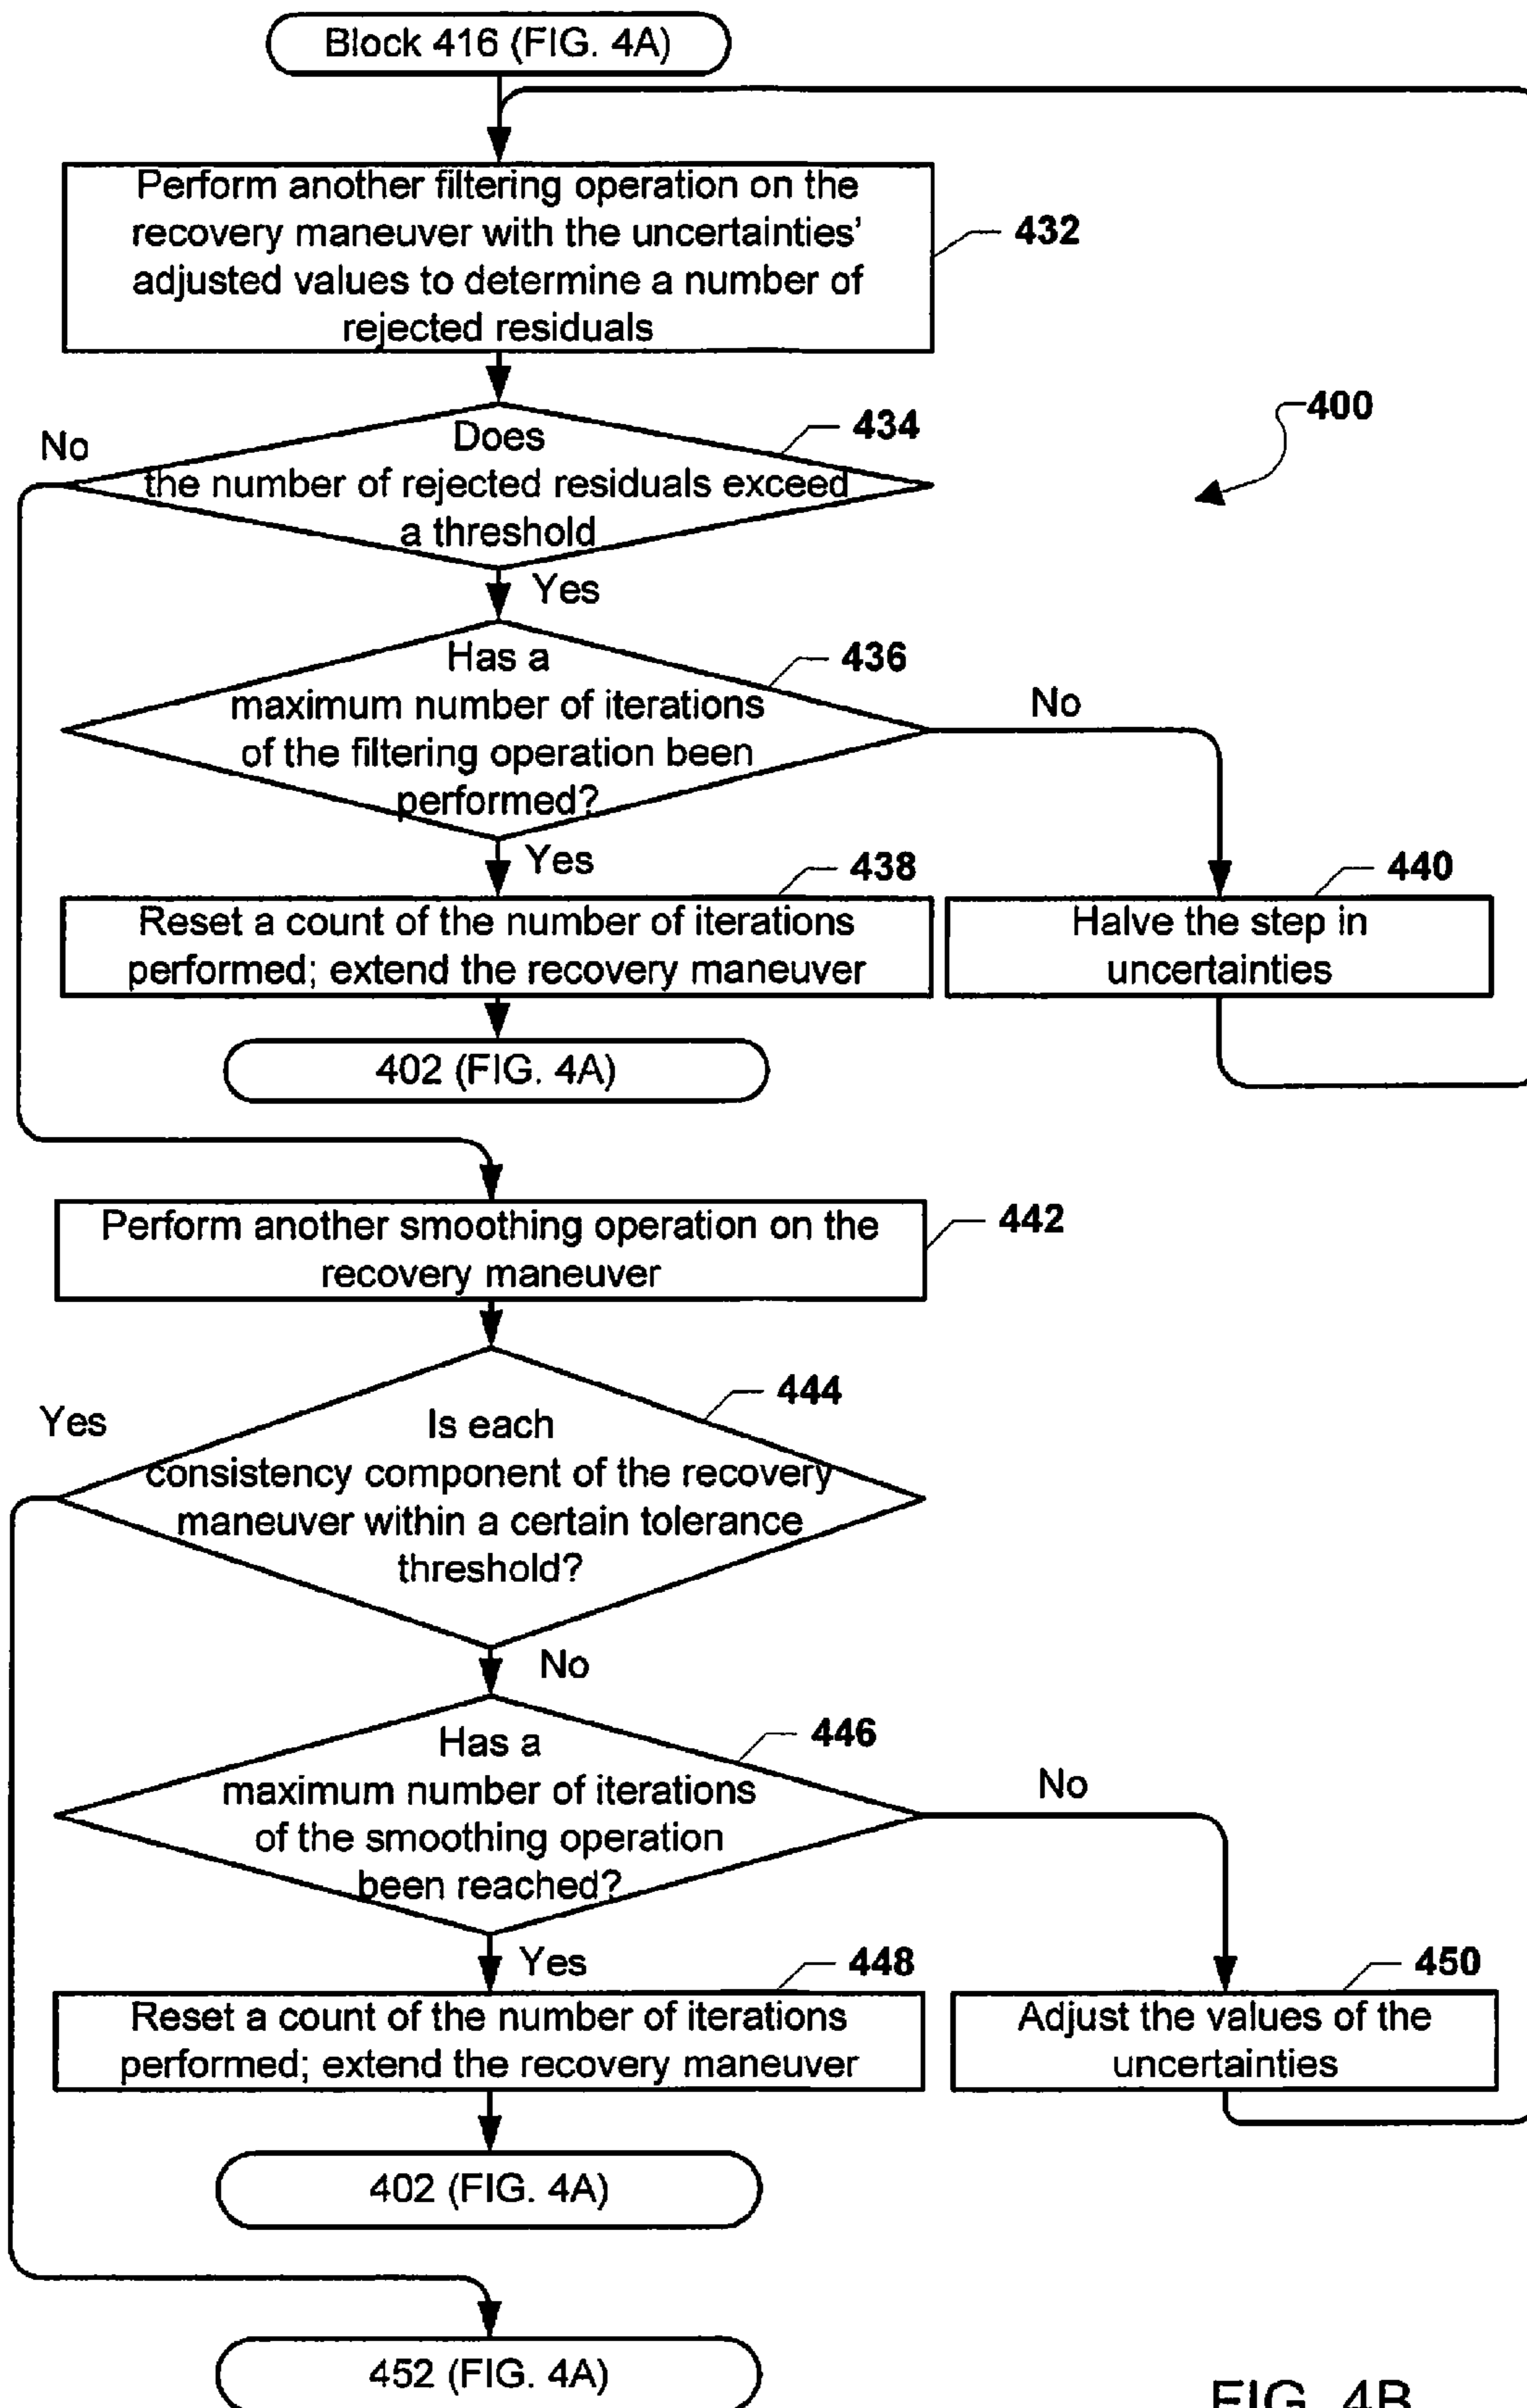 Block 416 (FIG. 4A)
Perform another filtering operation on the
recovery maneuver with the uncertainties’
adjusted values to determine a number of
rejected residuals
432
400
434
No
Does
the number of rejected residuals exceed
a threshold
Yes
Has a
maximum number of iterations
of the filtering operation been
performed?
436
No
Yes
438
Reset a count of the number of iterations
performed; extend the recovery maneuver
440
Halve the step in
uncertainties
402 (FIG. 4A)
Perform another smoothing operation on the
recovery maneuver
442
444
Yes
Is each
consistency component of the recovery
maneuver within a certain tolerance
threshold?
No
Has a
maximum number of iterations
of the smoothing operation
been reached?
446
No
Yes
448
Reset a count of the number of iterations
performed; extend the recovery maneuver
450
Adjust the values of the
uncertainties
402 (FIG. 4A)
452 (FIG. 4A)
FIG. 4B